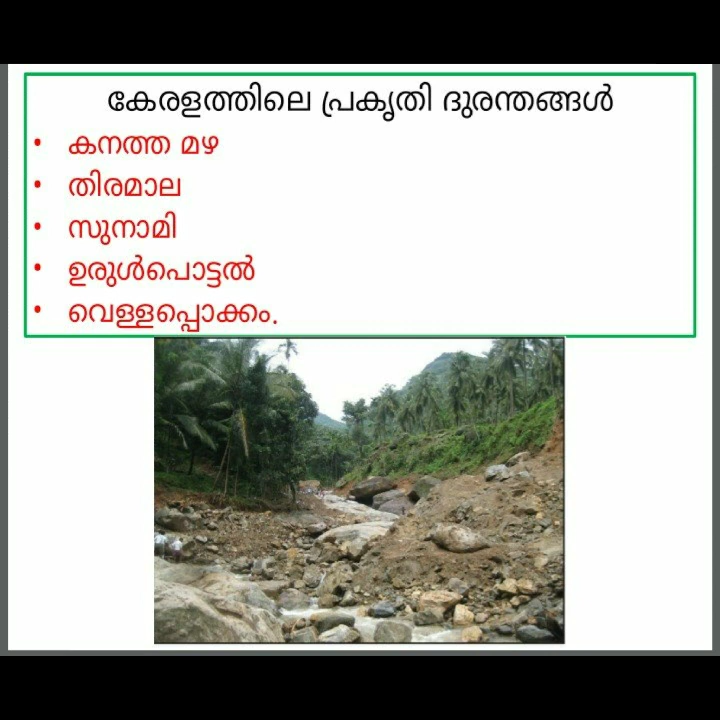 കേരളത്തിലെ പ്രകൃതി ദുരന്തങ്ങൾ
• കനത്ത മഴ
• തിരമാല
• സുനാമി
• ഉരുൾപൊട്ടൽ
• വെള്ളപ്പൊക്കം.